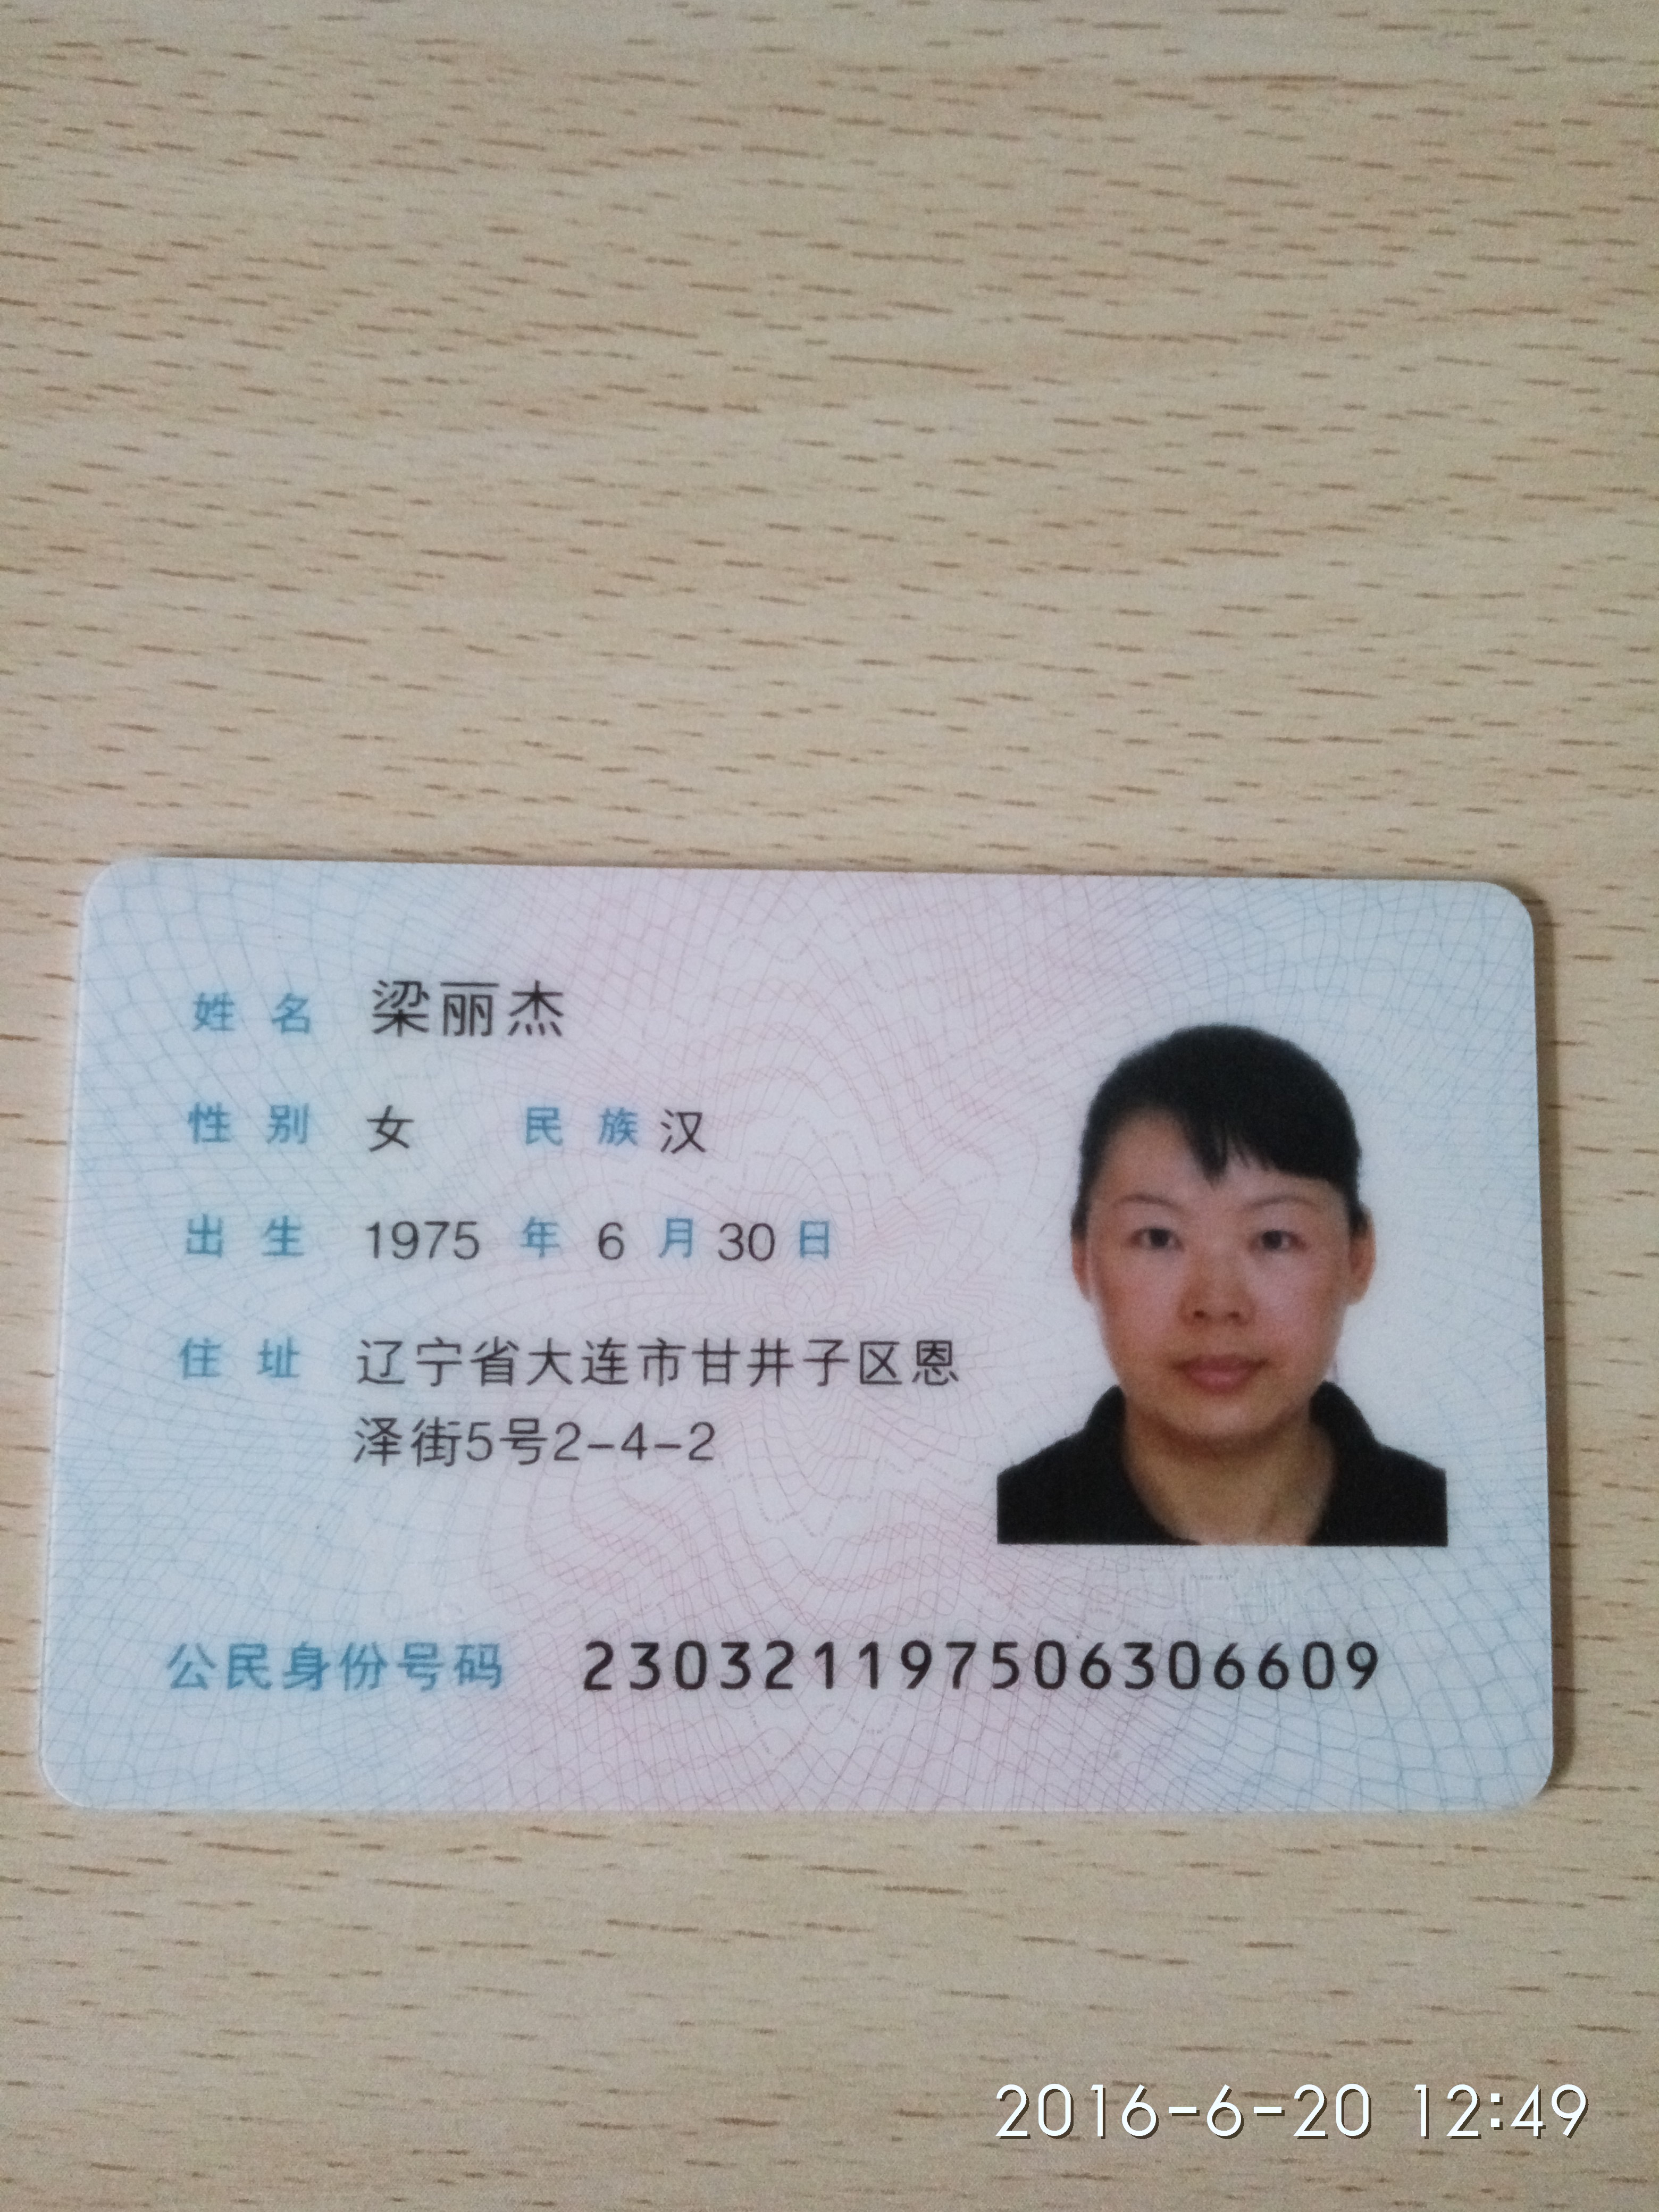 姓名 梁丽杰
性别 女 民族 汉
出生 1975 年 6 月 30 日
住址 辽宁省大连市甘井子区恩
泽街5号2-4-2
公民身份号码 230321197506306609
2016-6-20 12:49